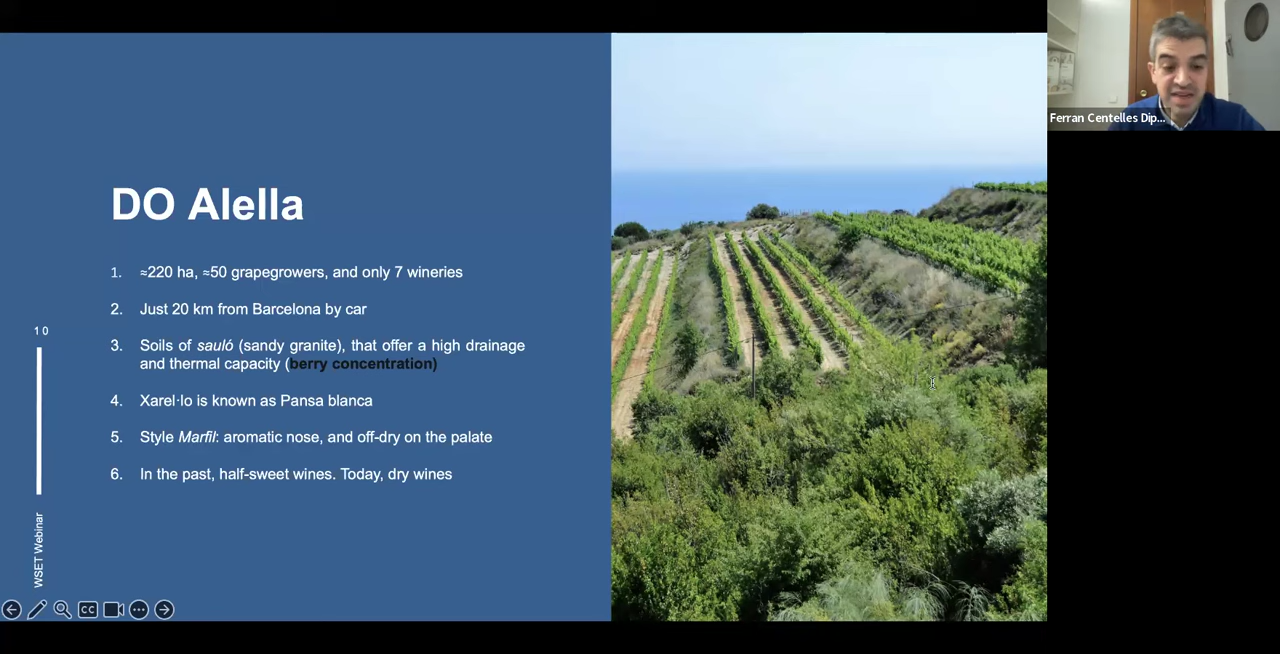 DO Alella
1. ≈220 ha, ≈50 grapegrowers, and only 7 wineries
2. Just 20 km from Barcelona by car
3. Soils of sauló (sandy granite), that offer a high drainage
and thermal capacity (berry concentration)
4. Xarel·lo is known as Pansa blanca
5. Style Marfil: aromatic nose, and off-dry on the palate
6. In the past, half-sweet wines. Today, dry wines
10
WSET Webinar
CC
Ferran Centelles Dip...